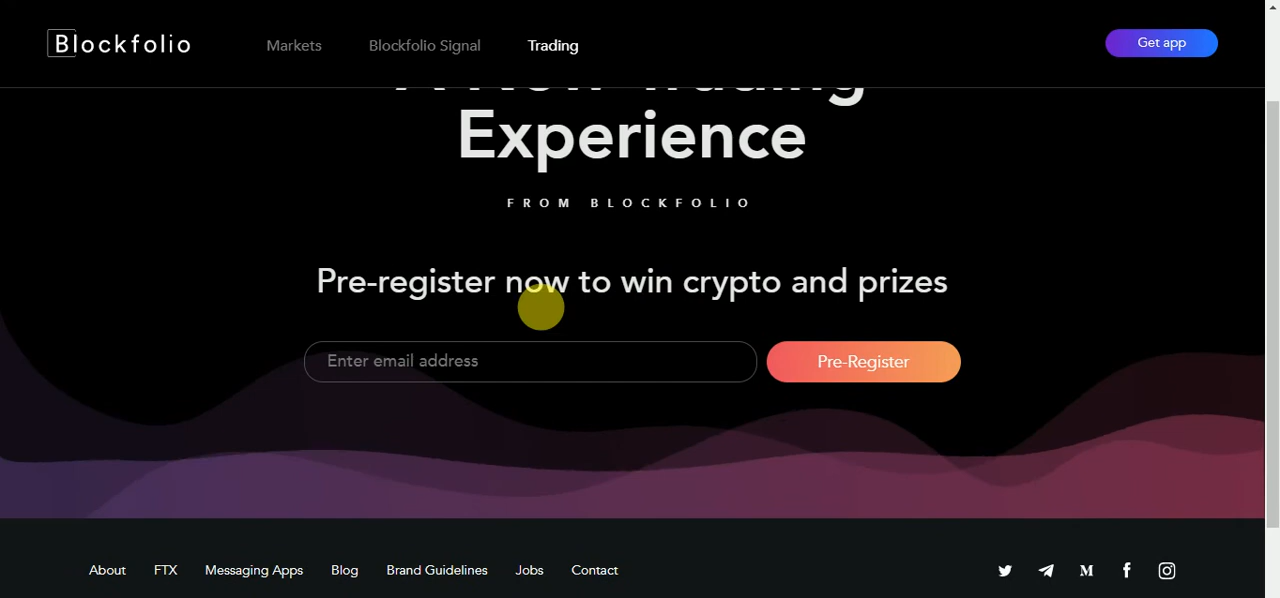 Blockfolio
Markets
Blockfolio Signal
Trading
Get app
Trading
Experience
FROM BLOCKFOLIO
Pre-register now to win crypto and prizes
Enter email address
Pre-Register
About
FTX
Messaging Apps
Blog
Brand Guidelines
Jobs
Contact